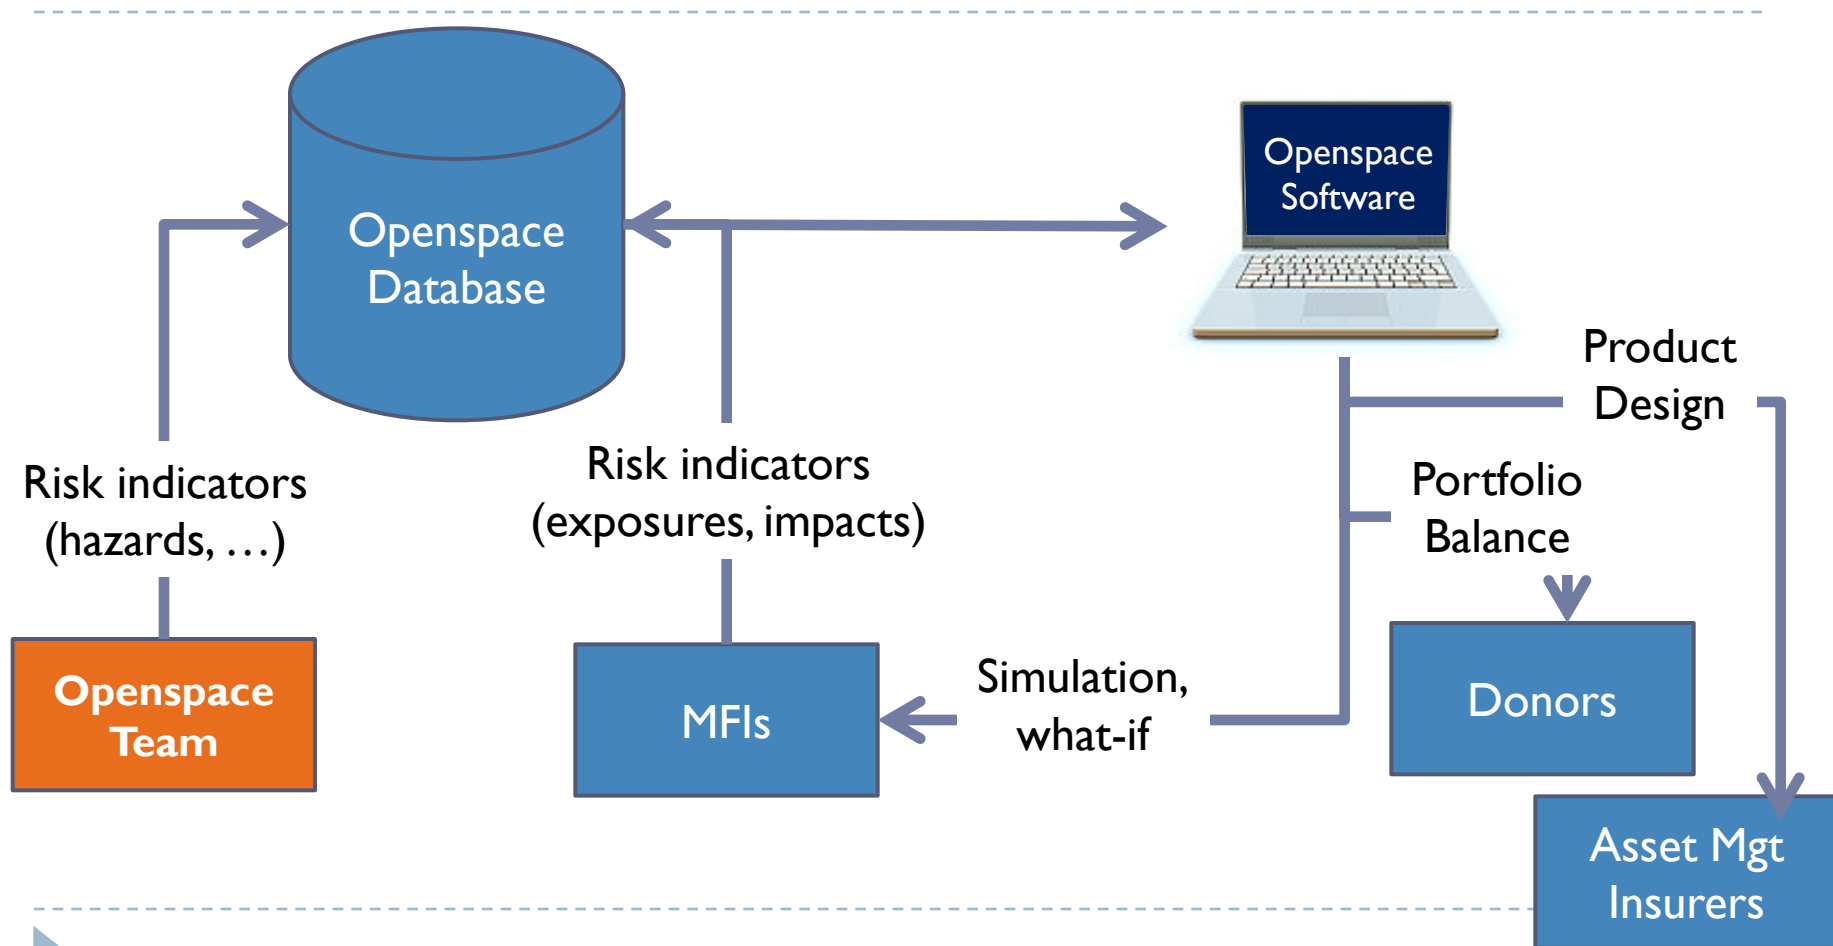 Openspace
Database
Openspace
Software
Product
Design
Risk indicators
(hazards, …)
Risk indicators
(exposures, impacts)
Portfolio
Balance
Openspace
Team
MFIs
Simulation,
what-if
Donors
Asset Mgt
Insurers